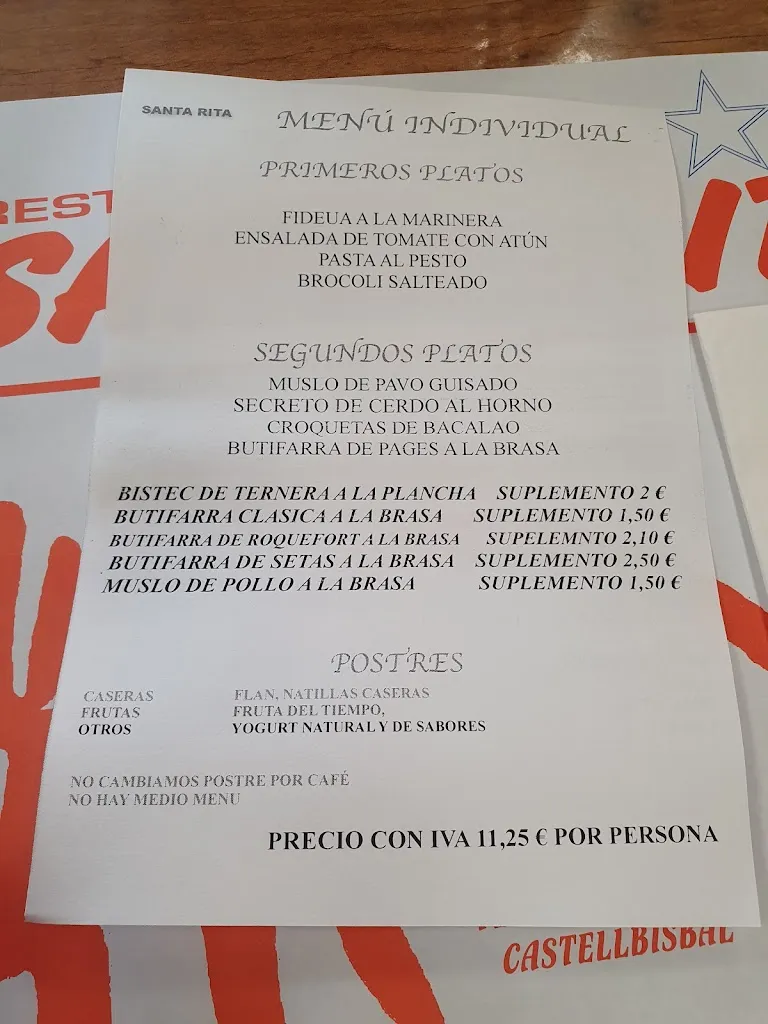 SANTA RITA
MENÚ INDIVIDUAL
PRIMEROS PLATOS
FIDEUA A LA MARINERA
ENSALADA DE TOMATE CON ATÚN
PASTA AL PESTO
BROCOLI SALTEADO
SEGUNDOS PLATOS
MUSLO DE PAVO GUISADO
SECRETO DE CERDO AL HORNO
CROQUETAS DE BACALAO
BUTIFARRA DE PAGES A LA BRASA
BISTEC DE TERNERA A LA PLANCHA SUPLEMENTO 2 €
BUTIFARRA CLASICA A LA BRASA SUPLEMENTO 1,50 €
BUTIFARRA DE ROQUEFORT A LA BRASA SUPELEMNTO 2,10 €
BUTIFARRA DE SETAS A LA BRASA SUPLEMENTO 2,50 €
MUSLO DE POLLO A LA BRASA SUPLEMENTO 1,50 €
POSTRES
CASERAS FLAN, NATILLAS CASERAS
FRUTAS FRUTA DEL TIEMPO,
OTROS YOGURT NATURAL Y DE SABORES
NO CAMBIAMOS POSTRE POR CAFÉ
NO HAY MEDIO MENU
PRECIO CON IVA 11,25 € POR PERSONA
REST
SA
IT
CASTELLBISBAL